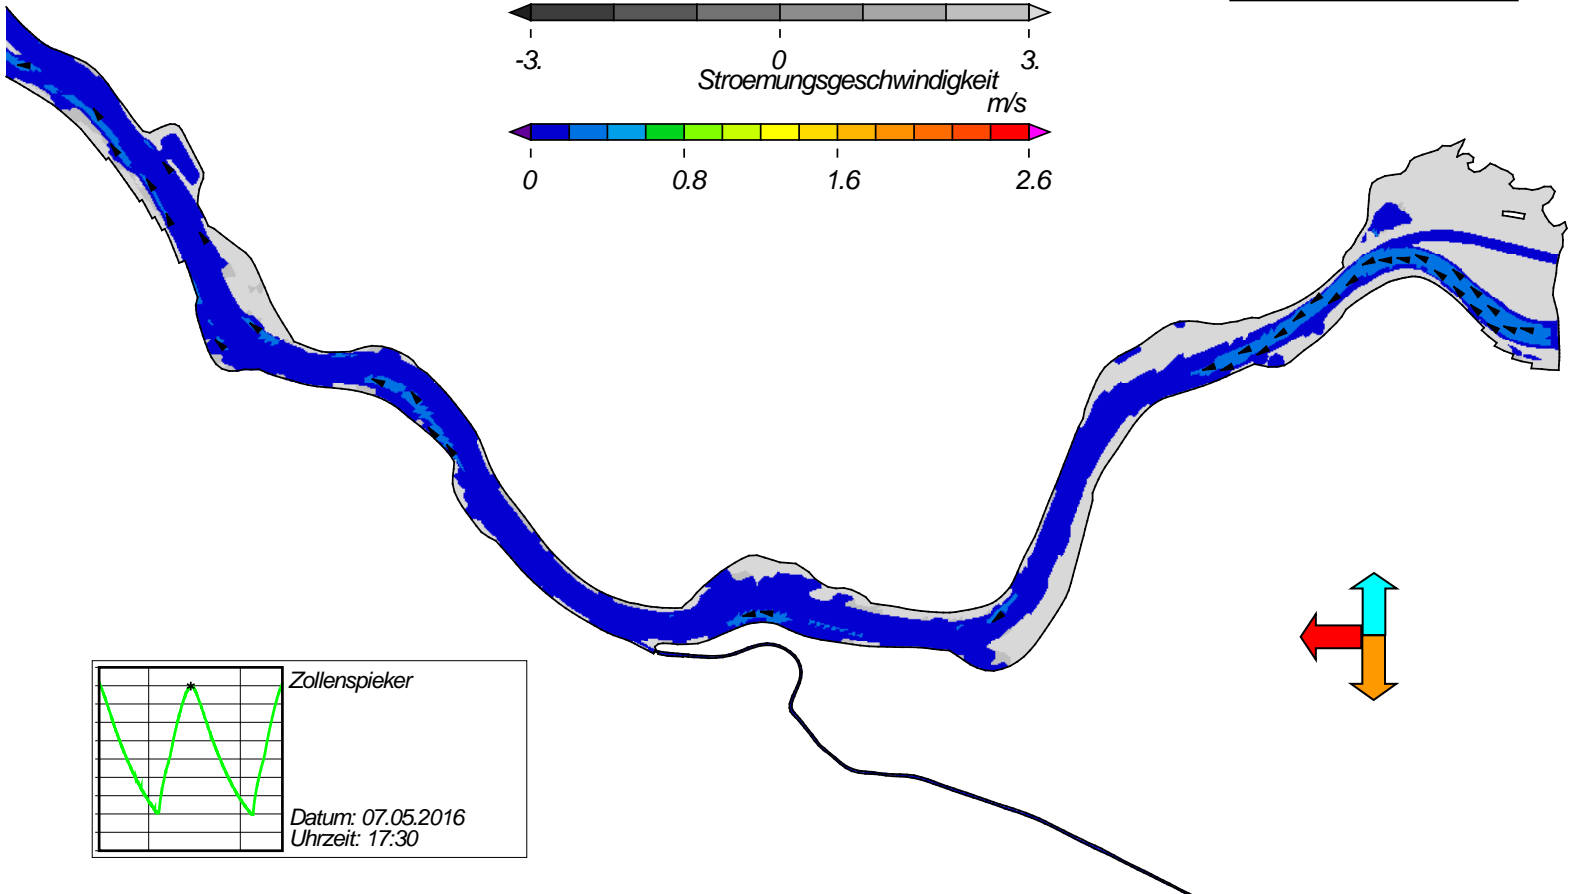 -3. 0 3.
Stroemungsgeschwindigkeit
m/s
0 0.8 1.6 2.6
Zollenspieker
Datum: 07.05.2016
Uhrzeit: 17:30